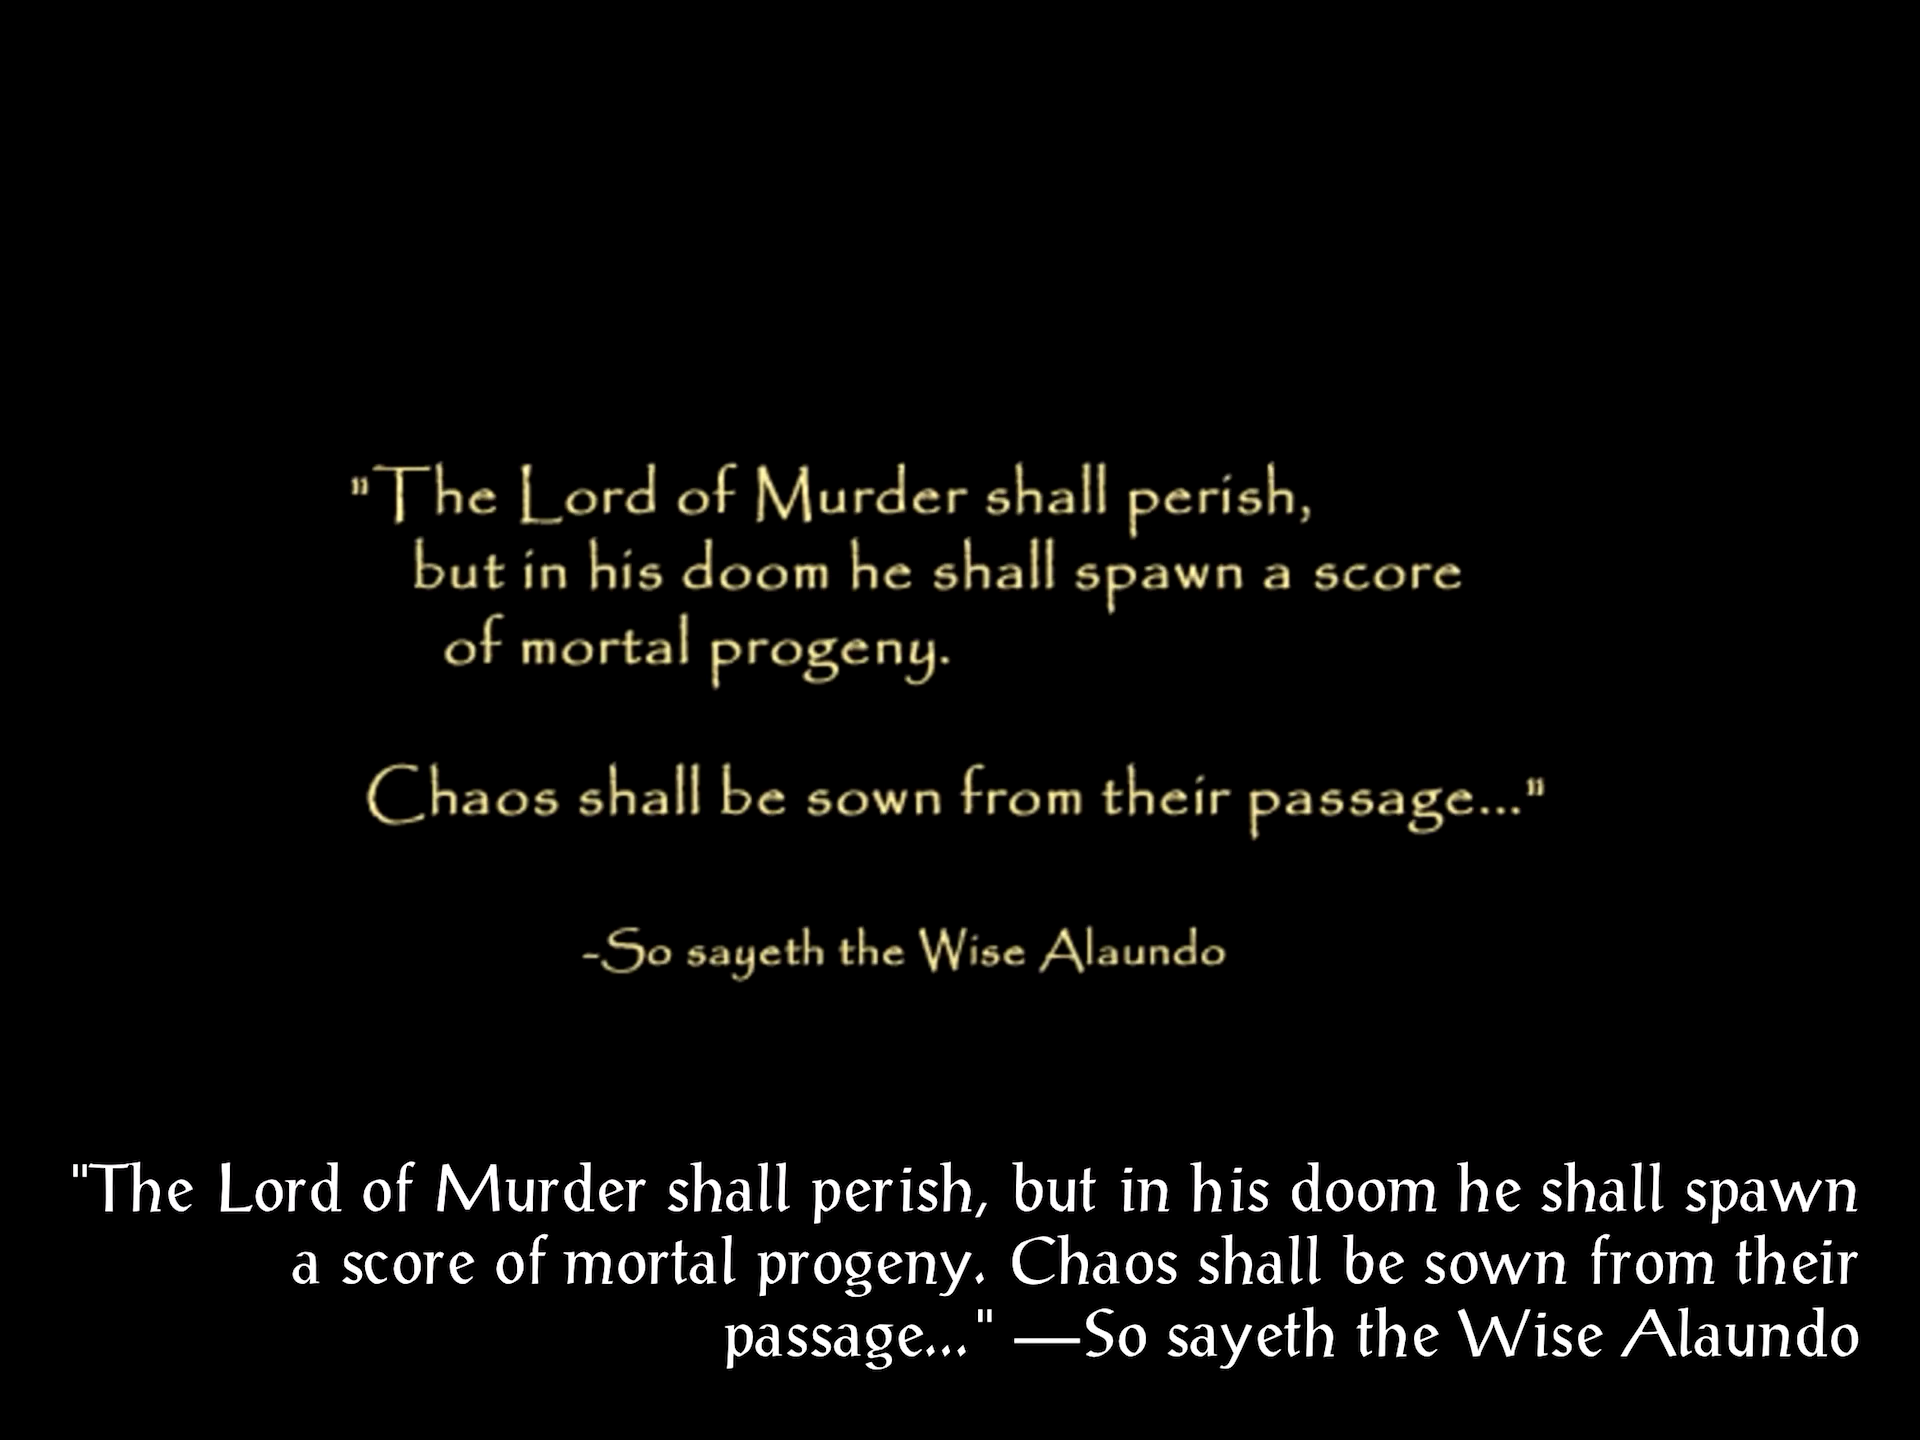 "The Lord of Murder shall perish,
but in his doom he shall spawn a score
of mortal progeny.
Chaos shall be sown from their passage..."
-So sayeth the Wise Alaundo
"The Lord of Murder shall perish, but in his doom he shall spawn
a score of mortal progeny. Chaos shall be sown from their
passage..." —So sayeth the Wise Alaundo